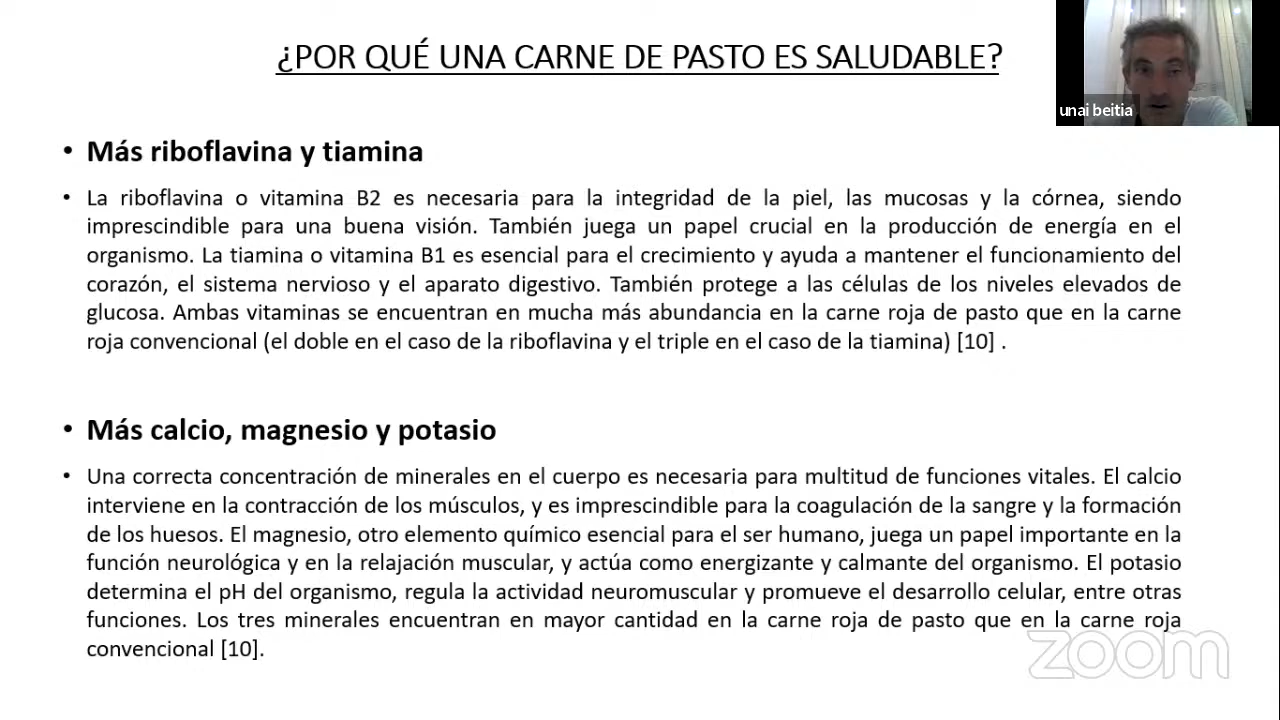 ¿POR QUÉ UNA CARNE DE PASTO ES SALUDABLE?
unai beitia
• Más riboflavina y tiamina
• La riboflavina o vitamina B2 es necesaria para la integridad de la piel, las mucosas y la córnea, siendo
imprescindible para una buena visión. También juega un papel crucial en la producción de energía en el
organismo. La tiamina o vitamina B1 es esencial para el crecimiento y ayuda a mantener el funcionamiento del
corazón, el sistema nervioso y el aparato digestivo. También protege a las células de los niveles elevados de
glucosa. Ambas vitaminas se encuentran en mucha más abundancia en la carne roja de pasto que en la carne
roja convencional (el doble en el caso de la riboflavina y el triple en el caso de la tiamina) [10] .
• Más calcio, magnesio y potasio
• Una correcta concentración de minerales en el cuerpo es necesaria para multitud de funciones vitales. El calcio
interviene en la contracción de los músculos, y es imprescindible para la coagulación de la sangre y la formación
de los huesos. El magnesio, otro elemento químico esencial para el ser humano, juega un papel importante en la
función neurológica y en la relajación muscular, y actúa como energizante y calmante del organismo. El potasio
determina el pH del organismo, regula la actividad neuromuscular y promueve el desarrollo celular, entre otras
funciones. Los tres minerales encuentran en mayor cantidad en la carne roja de pasto que en la carne roja
convencional [10].
zoom